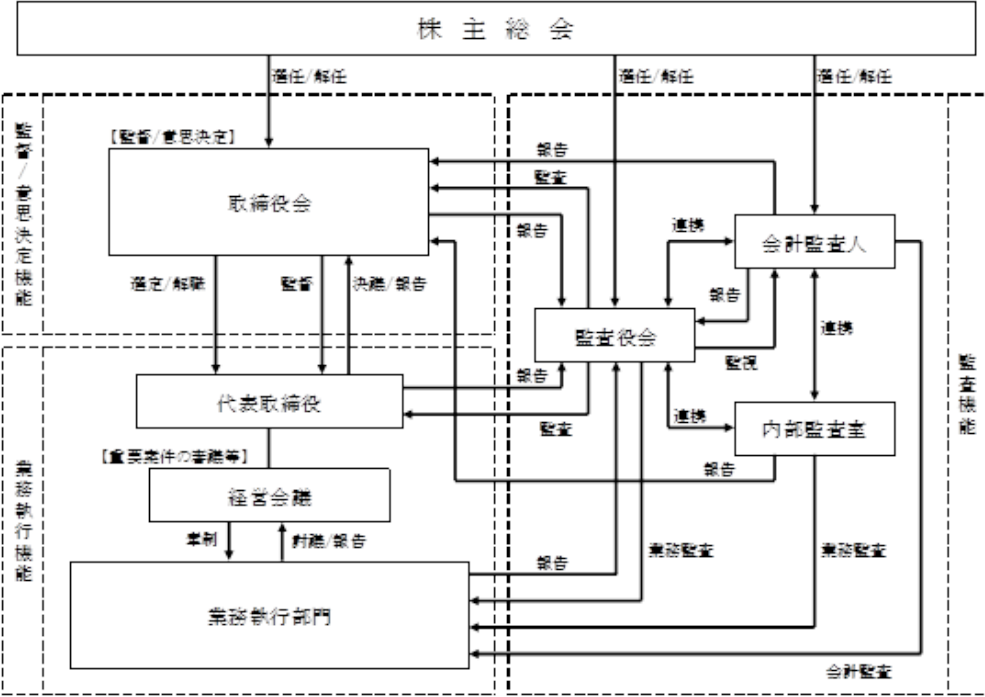 株主総会
選任/解任
選任/解任
選任/解任
監督/意思決定機能
【監督/意思決定】
取締役会
報告
監査
報告
連携
会計監査人
選定/解職
監督
決議/報告
報告
監査役会
連携
監視
監査機能
業務執行機能
代表取締役
報告
監査
連携
内部監査室
【重要案件の審議等】
報告
経営会議
牽制
討議/報告
報告
業務監査
業務監査
業務執行部門
会計監査